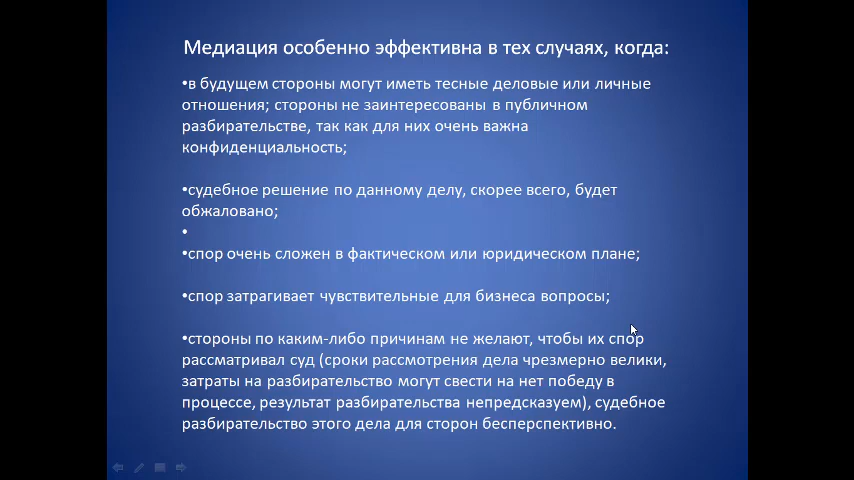 Медиация особенно эффективна в тех случаях, когда:
•в будущем стороны могут иметь тесные деловые или личные
отношения; стороны не заинтересованы в публичном
разбирательстве, так как для них очень важна
конфиденциальность;
•судебное решение по данному делу, скорее всего, будет
обжаловано;
•
•спор очень сложен в фактическом или юридическом плане;
•спор затрагивает чувствительные для бизнеса вопросы;
•стороны по каким-либо причинам не желают, чтобы их спор
рассматривал суд (сроки рассмотрения дела чрезмерно велики,
затраты на разбирательство могут свести на нет победу в
процессе, результат разбирательства непредсказуем), судебное
разбирательство этого дела для сторон бесперспективно.